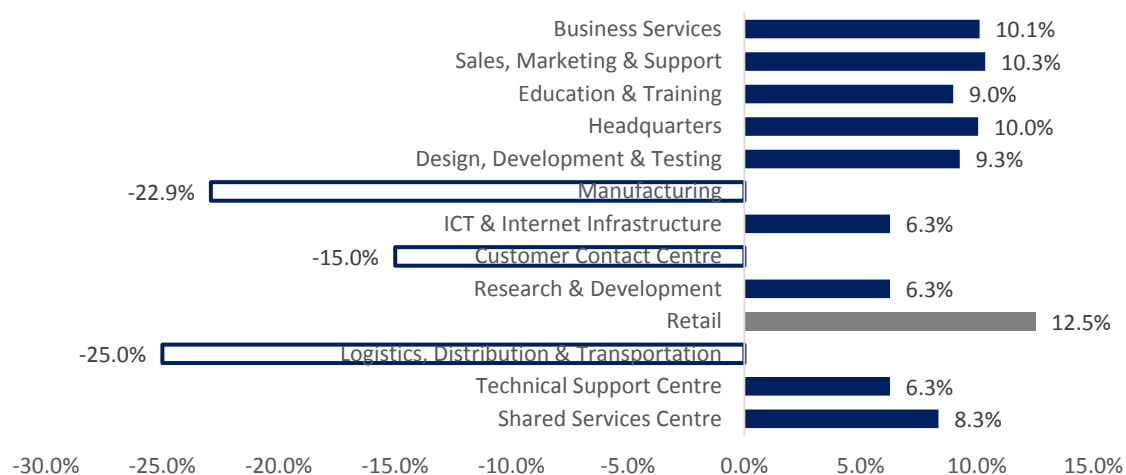 Business Services 10.1%
Sales, Marketing & Support 10.3%
Education & Training 9.0%
Headquarters 10.0%
Design, Development & Testing 9.3%
-22.9% Manufacturing
ICT & Internet Infrastructure 6.3%
-15.0% Customer Contact Centre
Research & Development 6.3%
Retail 12.5%
-25.0% Logistics, Distribution & Transportation
Technical Support Centre 6.3%
Shared Services Centre 8.3%
-30.0% -25.0% -20.0% -15.0% -10.0% -5.0% 0.0% 5.0% 10.0% 15.0%